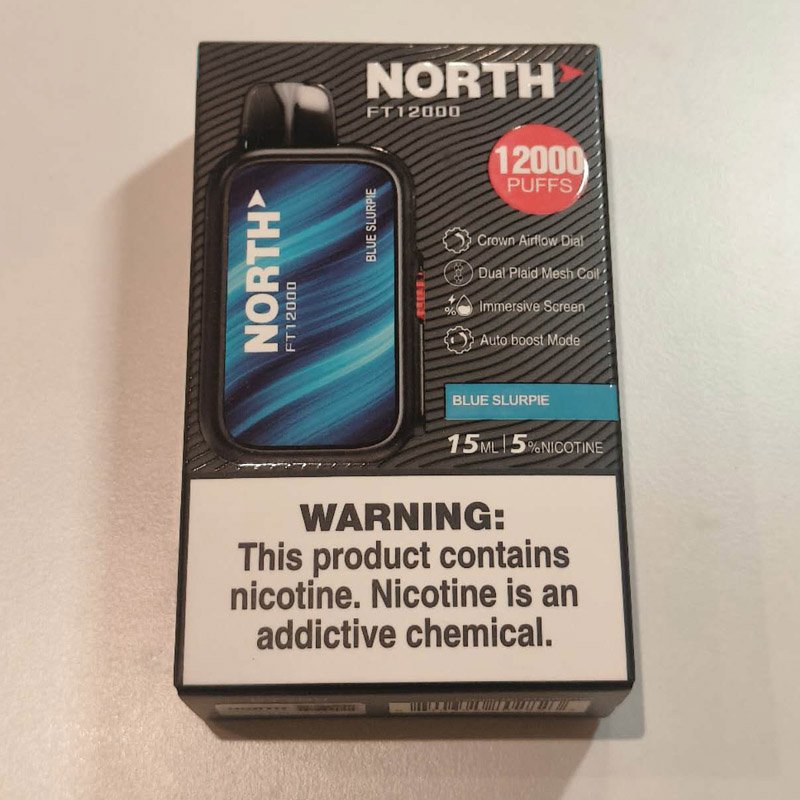 NORTH
FT12000
12000
PUFFS
Crown Airflow Dial
Dual Plaid Mesh Coil
Immersive Screen
%
Auto boost Mode
NORTH
FT12000
BLUE SLURPIE
BLUE SLURPIE
15ML | 5%NICOTINE
WARNING:
This product contains
nicotine. Nicotine is an
addictive chemical.